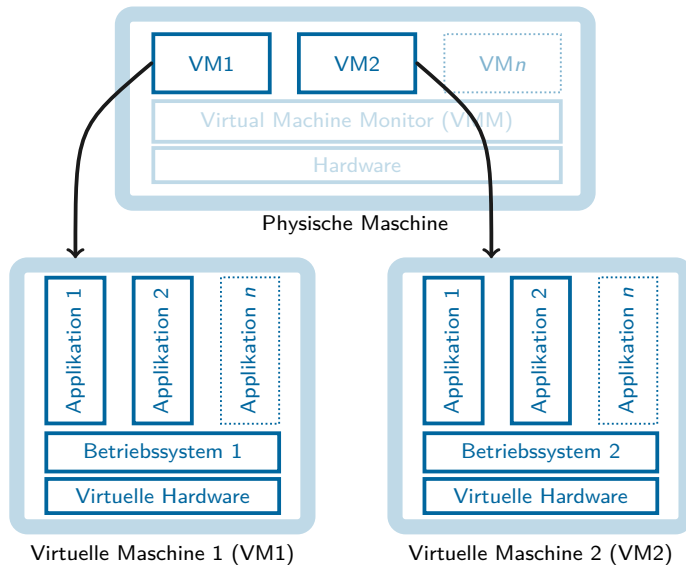 VM1
VM2
VMn
Virtual Machine Monitor (VMM)
Hardware
Physische Maschine
Applikation 1
Applikation 2
Applikation n
Betriebssystem 1
Virtuelle Hardware
Virtuelle Maschine 1 (VM1)
Applikation 1
Applikation 2
Applikation n
Betriebssystem 2
Virtuelle Hardware
Virtuelle Maschine 2 (VM2)